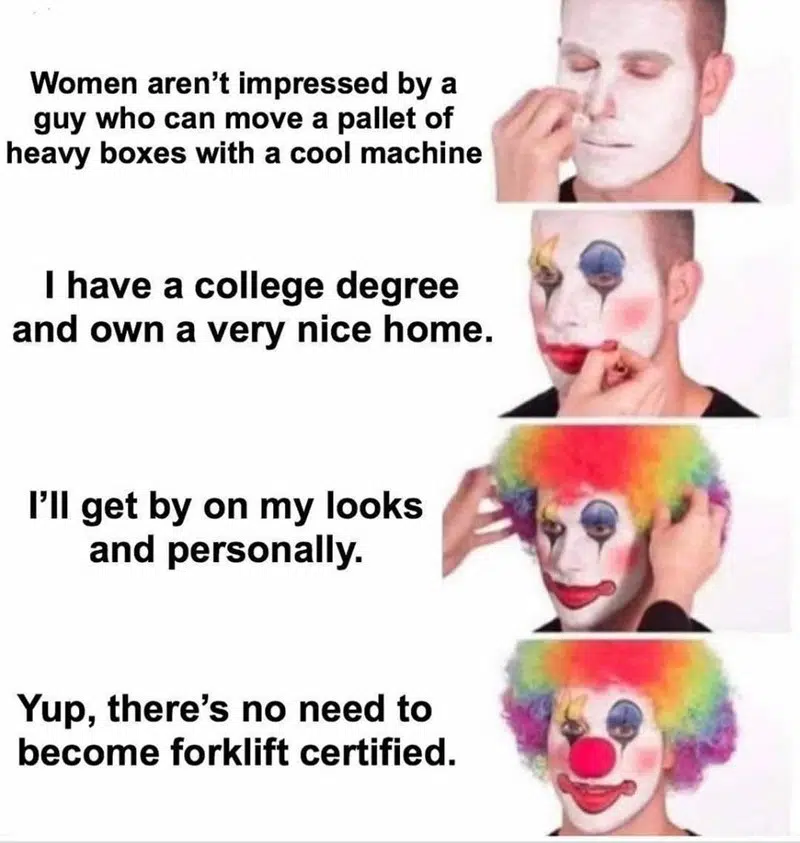 Women aren't impressed by a
guy who can move a pallet of
heavy boxes with a cool machine
I have a college degree
and own a very nice home.
I'll get by on my looks
and personally.
Yup, there's no need to
become forklift certified.